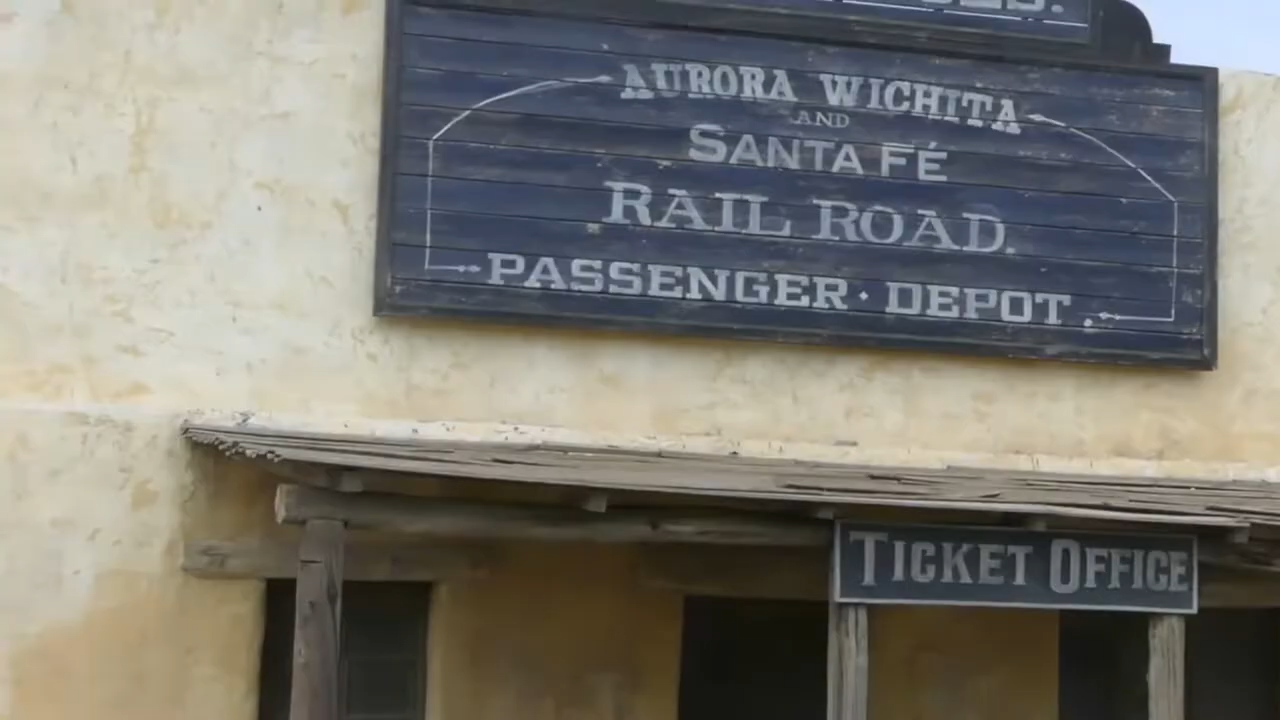 AURORA WICHITA
AND
SANTA FÉ
RAIL ROAD.
PASSENGER · DEPOT.
TICKET OFFICE